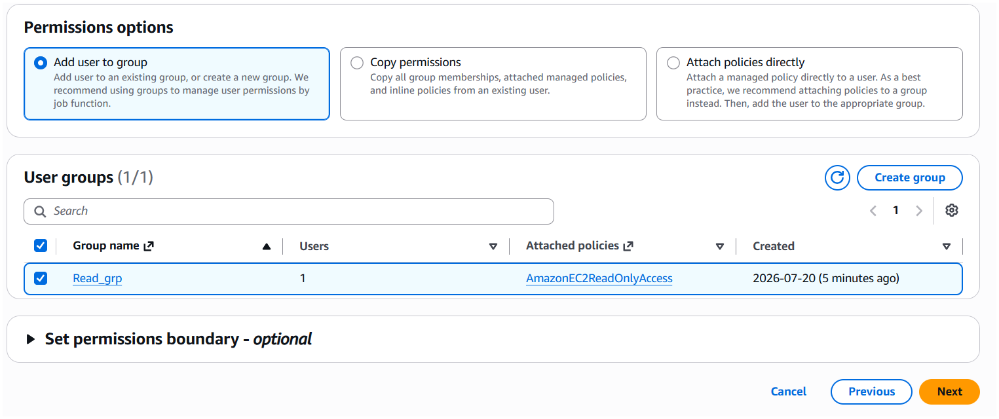 Permissions options
Add user to group
Add user to an existing group, or create a new group. We
recommend using groups to manage user permissions by
job function.
Copy permissions
Copy all group memberships, attached managed policies,
and inline policies from an existing user.
Attach policies directly
Attach a managed policy directly to a user. As a best
practice, we recommend attaching policies to a group
instead. Then, add the user to the appropriate group.
User groups (1/1)
Create group
Search
1
Group name
Users
Attached policies
Created
Read_grp
1
AmazonEC2ReadOnlyAccess
2026-07-20 (5 minutes ago)
Set permissions boundary - optional
Cancel
Previous
Next